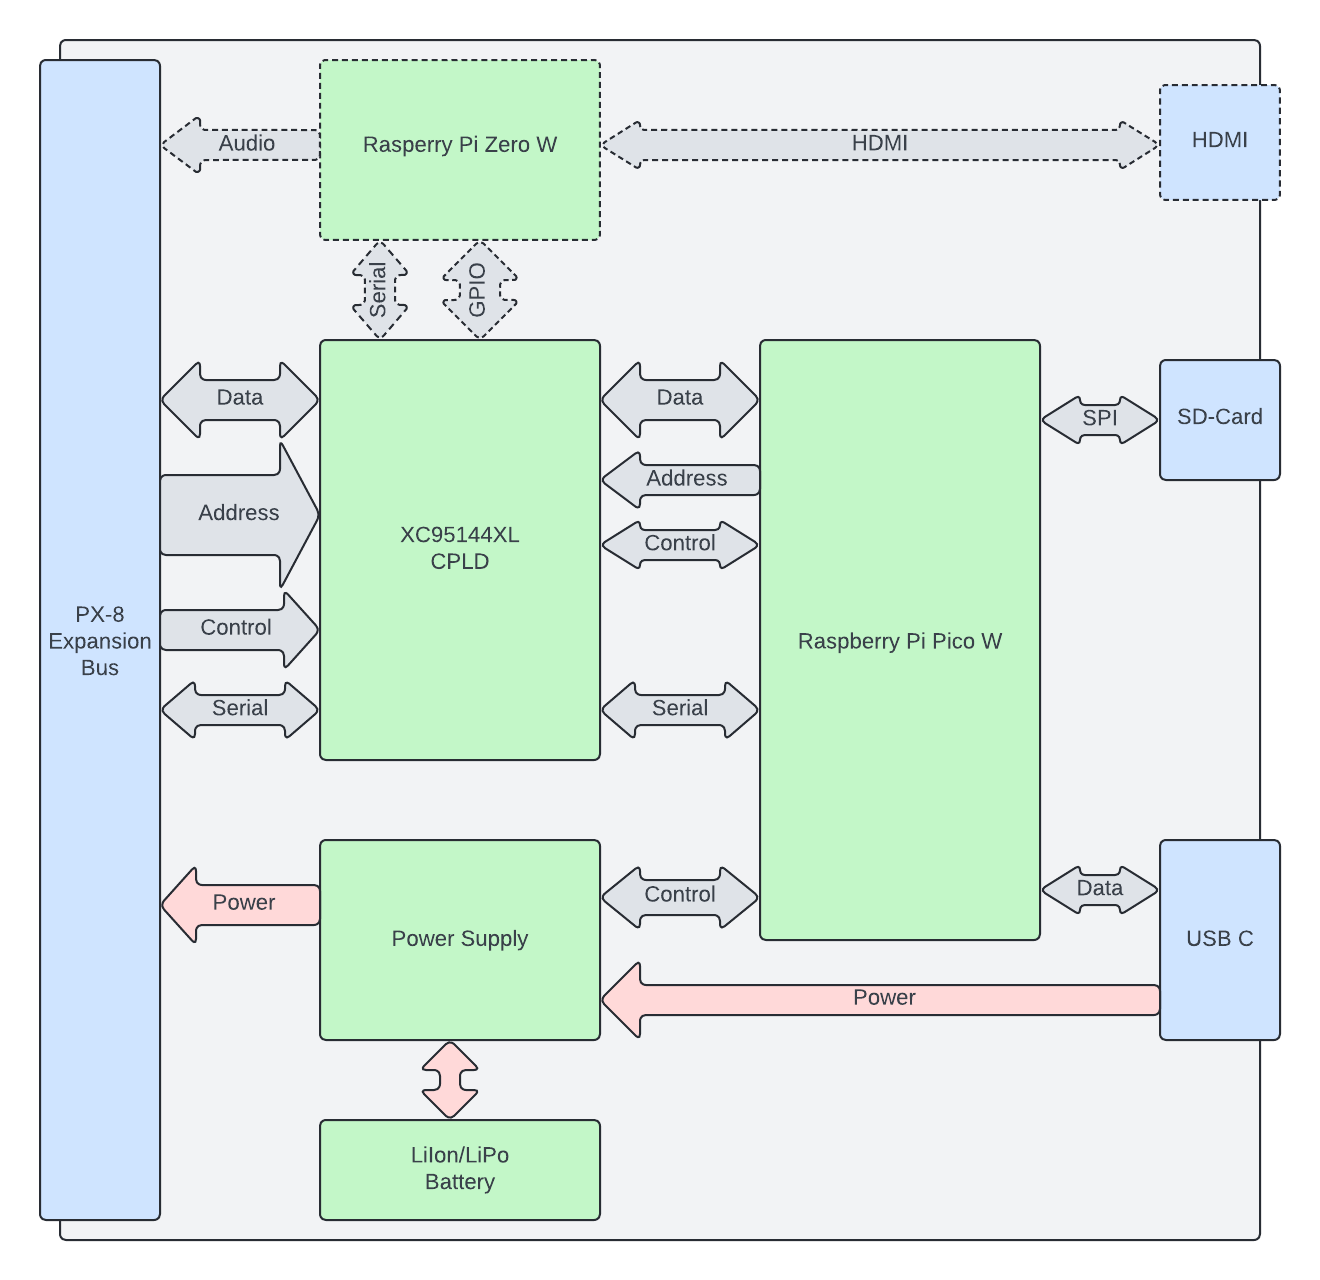 Audio
Rasperry Pi Zero W
HDMI
HDMI
Serial
GPIO
Data
Data
SPI
SD-Card
Address
Address
XC95144XL
CPLD
Control
PX-8
Expansion
Bus
Control
Raspberry Pi Pico W
Serial
Serial
Power
Power Supply
Control
Data
USB C
Power
LiIon/LiPo
Battery